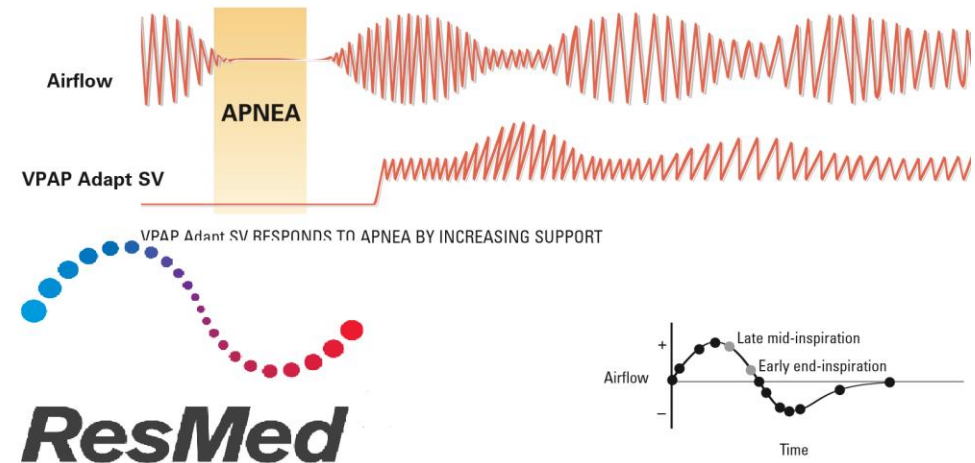 Airflow
APNEA
VPAP Adapt SV
VPAP Adapt SV RESPONDS TO APNEA BY INCREASING SUPPORT
+
Late mid-inspiration
Early end-inspiration
Airflow
–
Time
ResMed